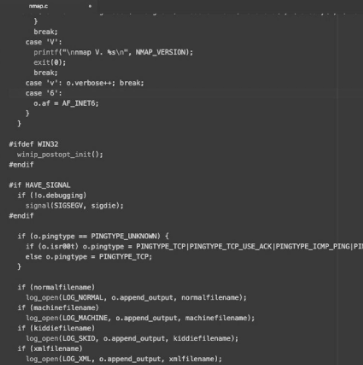 nmap.c
}
break;
case 'V':
printf("\nnmap V. %s\n", NMAP_VERSION);
exit(0);
break;
case 'v': o.verbose++; break;
case '6':
o.af = AF_INET6;
}
}
#ifdef WIN32
winip_postopt_init();
#endif
#if HAVE_SIGNAL
if (!o.debugging)
signal(SIGSEGV, sigdie);
#endif
if (o.pingtype == PINGTYPE_UNKNOWN) {
if (o.isr00t) o.pingtype = PINGTYPE_TCP|PINGTYPE_TCP_USE_ACK|PINGTYPE_ICMP_PING|PI
else o.pingtype = PINGTYPE_TCP;
}
if (normalfilename)
log_open(LOG_NORMAL, o.append_output, normalfilename);
if (machinefilename)
log_open(LOG_MACHINE, o.append_output, machinefilename);
if (kiddiefilename)
log_open(LOG_SKID, o.append_output, kiddiefilename);
if (xmlfilename)
log_open(LOG_XML, o.append_output, xmlfilename);